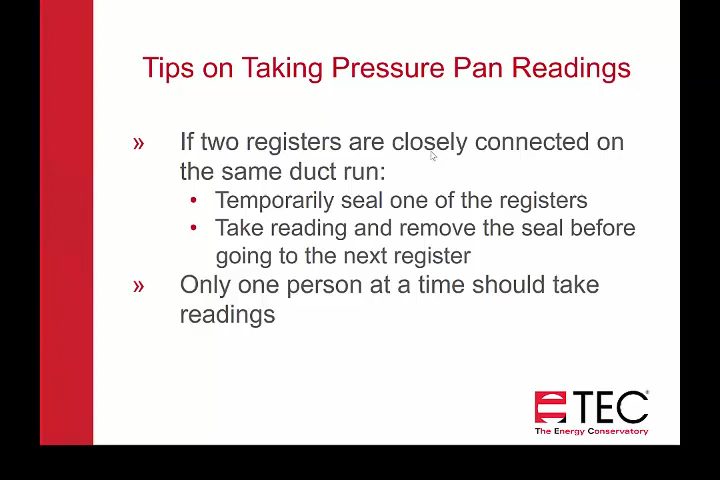 Tips on Taking Pressure Pan Readings
» If two registers are closely connected on
the same duct run:
• Temporarily seal one of the registers
• Take reading and remove the seal before
going to the next register
» Only one person at a time should take
readings
TEC®
The Energy Conservatory